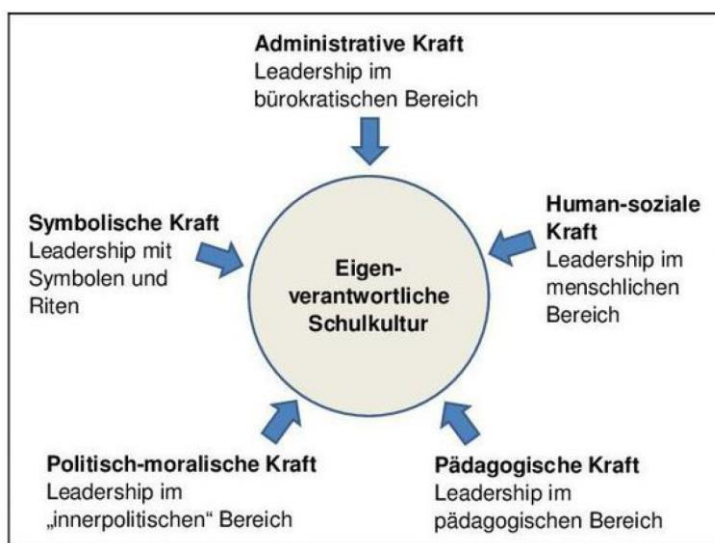 Administrative Kraft
Leadership im
bürokratischen Bereich
Symbolische Kraft
Leadership mit
Symbolen und
Riten
Human-soziale
Kraft
Leadership im
menschlichen
Bereich
Eigen-
verantwortliche
Schulkultur
Politisch-moralische Kraft
Leadership im
„innerpolitischen“ Bereich
Pädagogische Kraft
Leadership im
pädagogischen Bereich